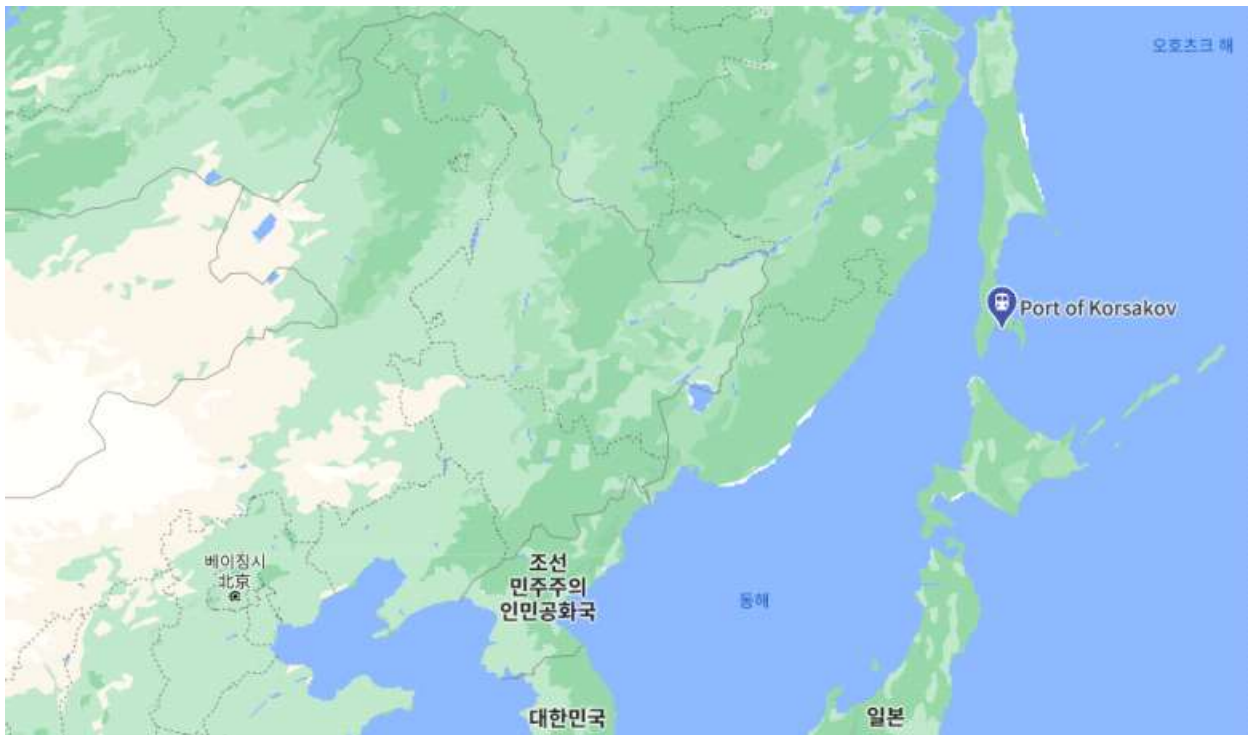 오호츠크 해
Port of Korsakov
베이징시
北京
조선
민주주의
인민공화국
동해
대한민국
일본